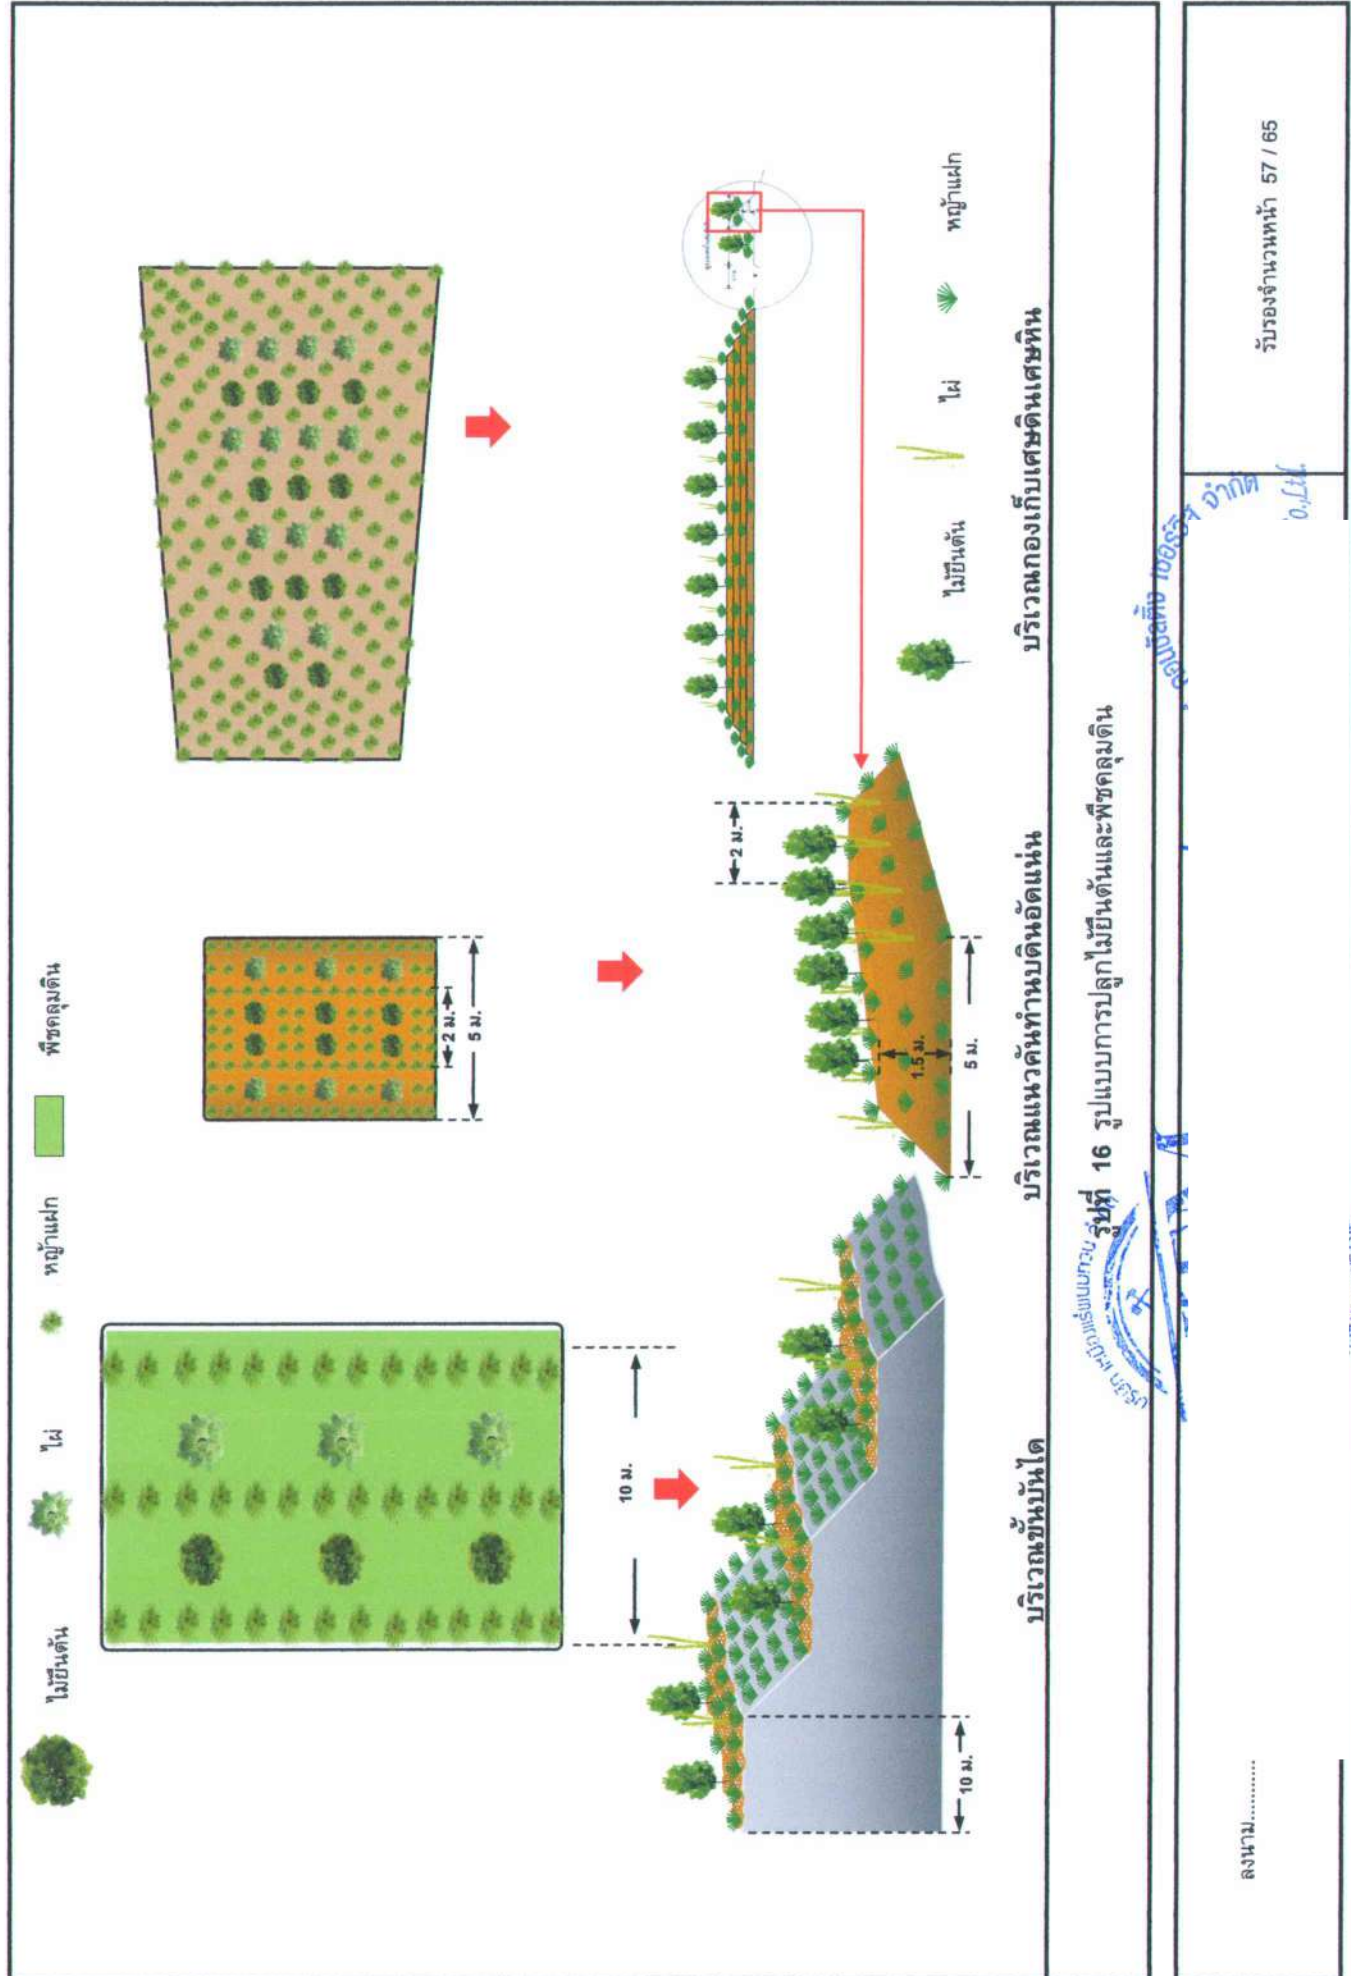 ไม้ยืนต้น ไผ่ หญ้าแฝก พืชคลุมดิน
10 ม.
2 ม.
5 ม.
10 ม.
1.5 ม.
5 ม.
2 ม.
ไม้ยืนต้น ไผ่ หญ้าแฝก
บริเวณขั้นบันได
บริเวณแนวคันทำนบดินอัดแน่น
บริเวณกองเก็บเศษดินเศษหิน
รูปที่ 16 รูปแบบการปลูกไม้ยืนต้นและพืชคลุมดิน
ลงนาม...........
รับรองจำนวนหน้า 57 / 65